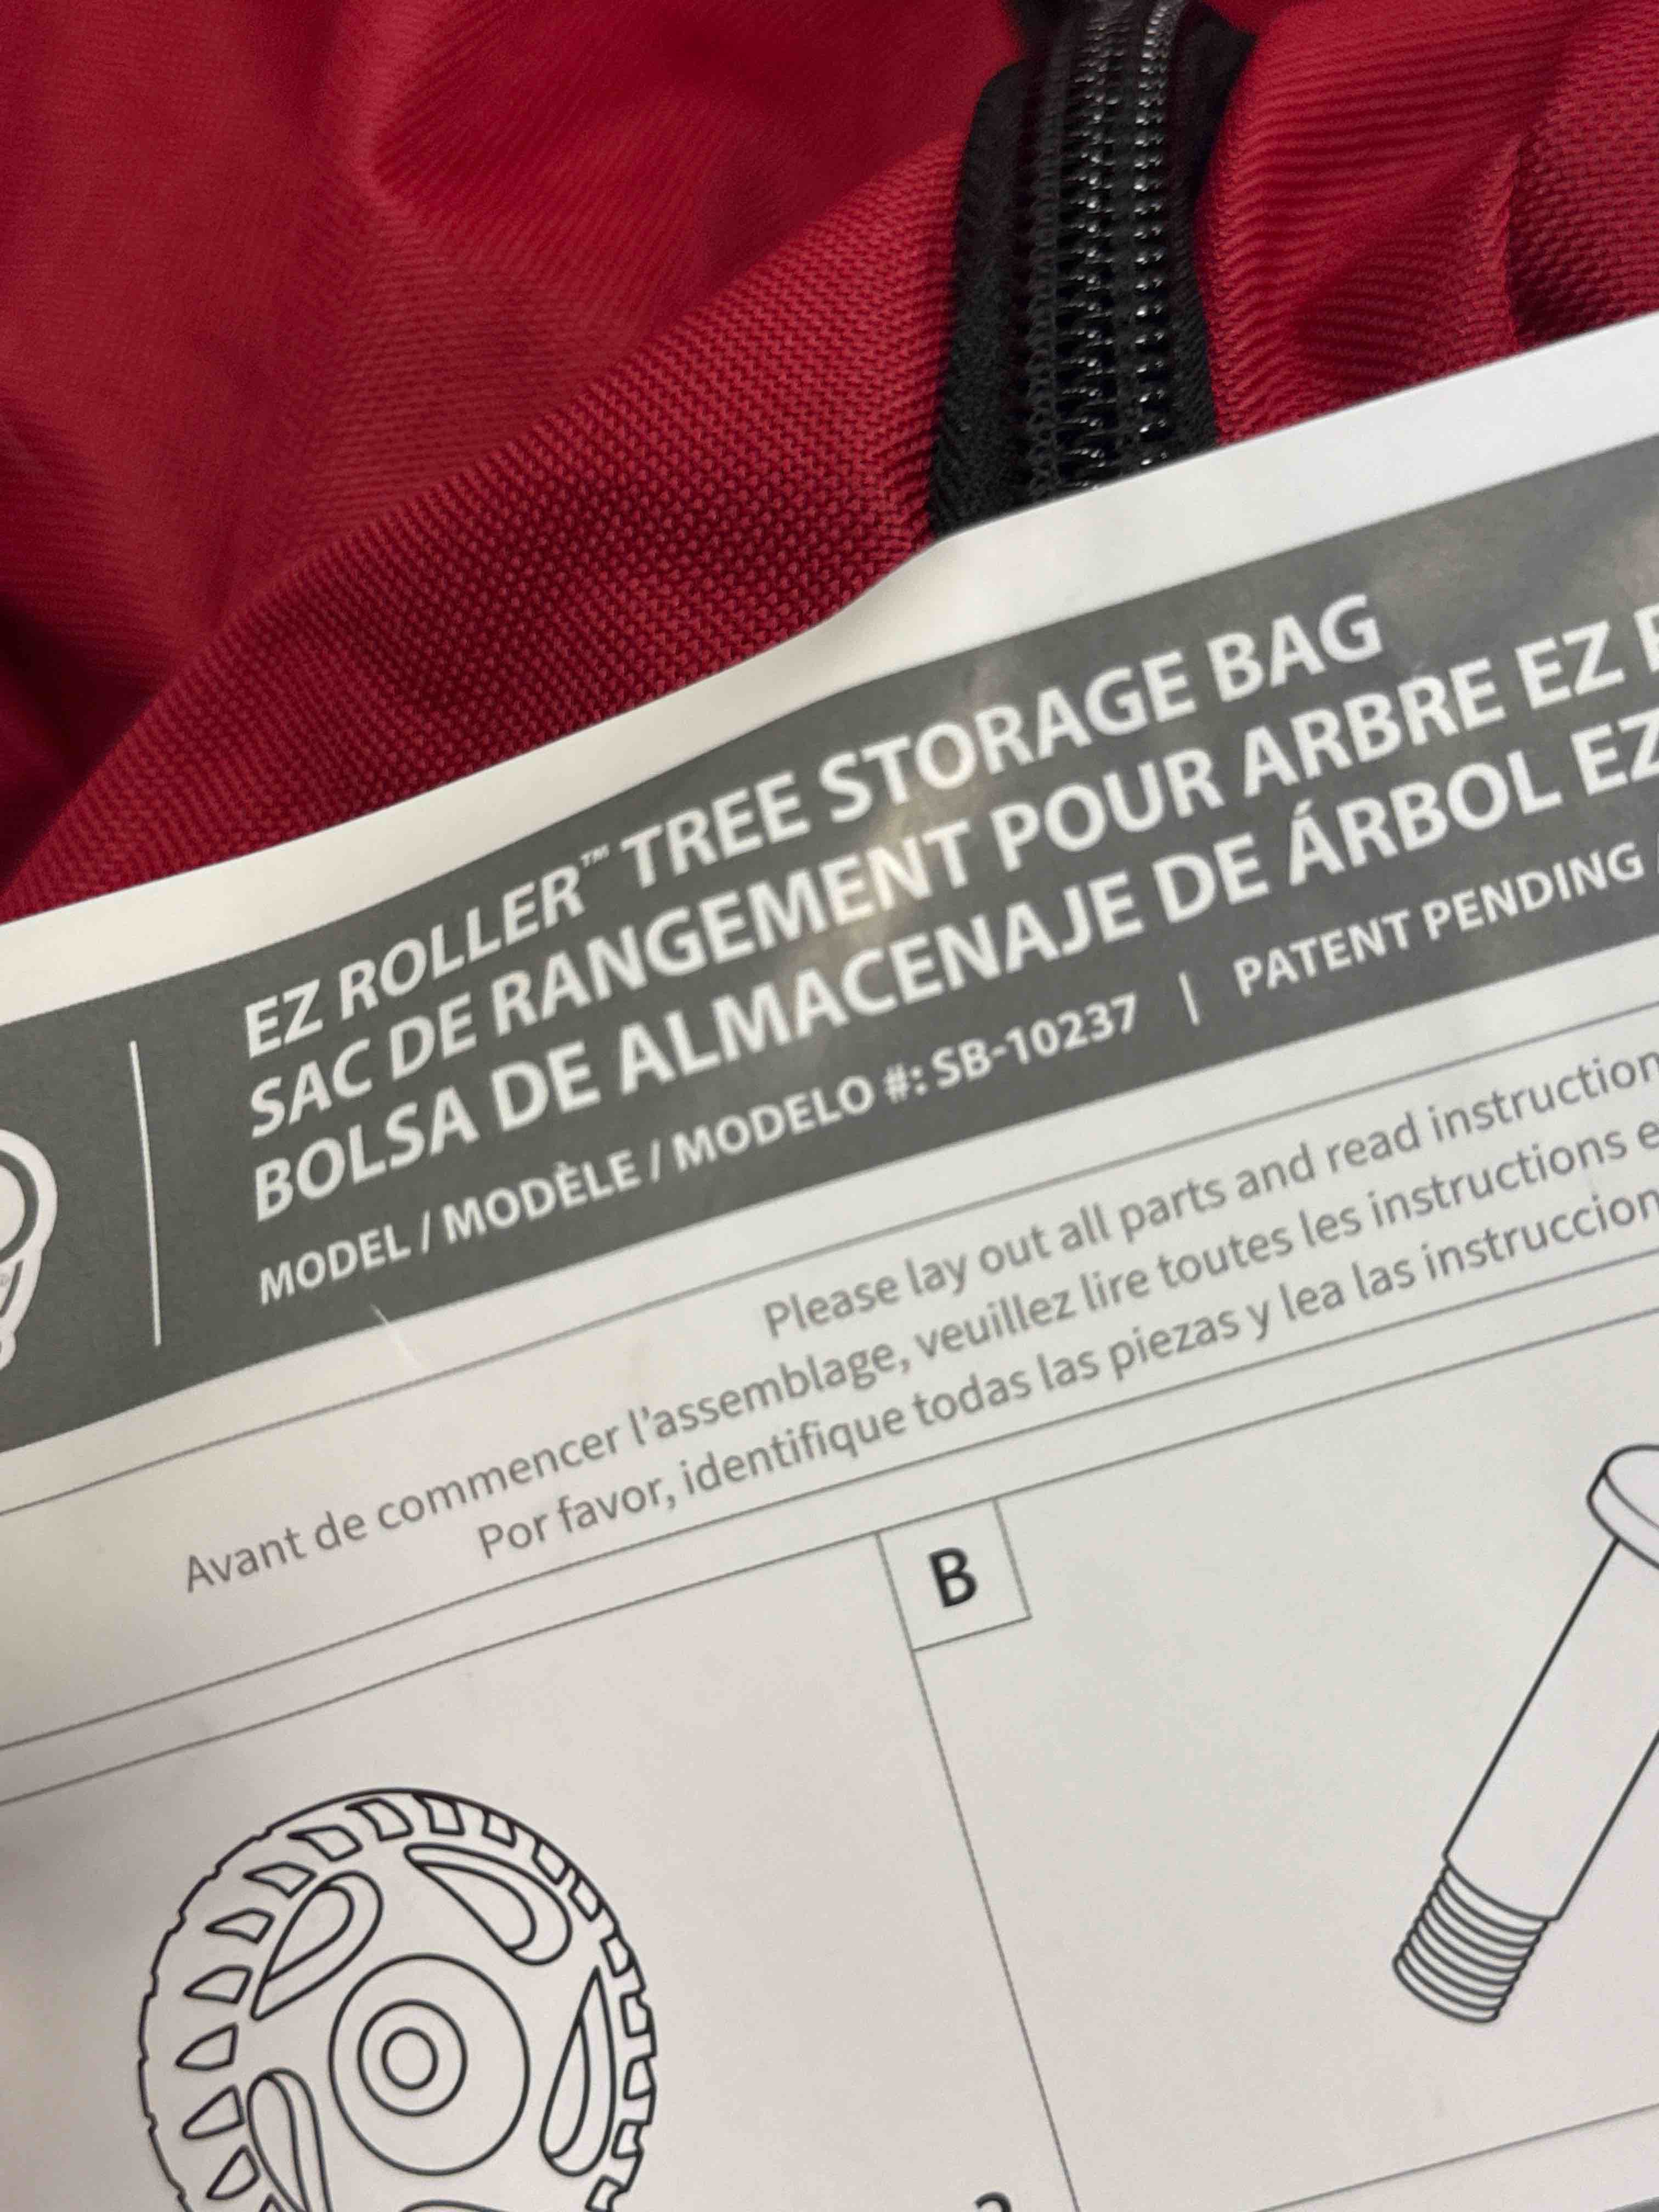 EZ ROLLER™ TREE STORAGE BAG
SAC DE RANGEMENT POUR ARBRE EZ
BOLSA DE ALMACENAJE DE ÁRBOL EZ
MODEL / MODÈLE / MODELO #: SB-10237 | PATENT PENDING /
Please lay out all parts and read instruction
Avant de commencer l'assemblage, veuillez lire toutes les instructions e
Por favor, identifique todas las piezas y lea las instruccion
B